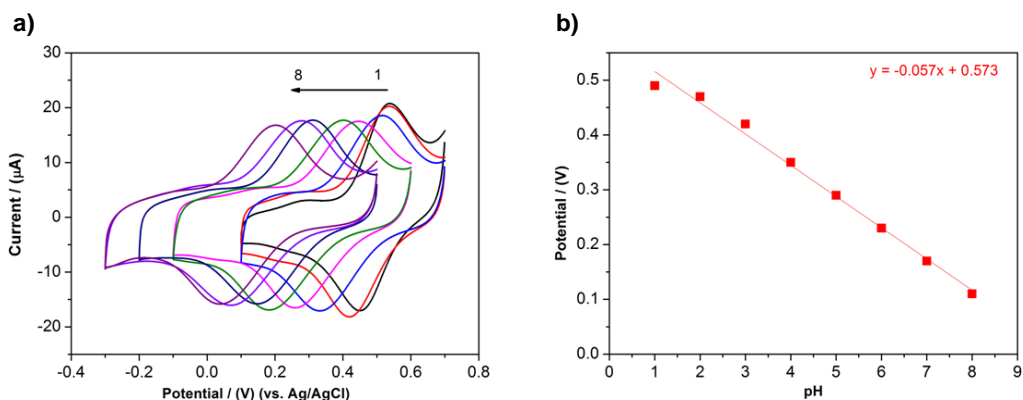 a)
30
20
10
0
-10
-20
-0.4 -0.2 0.0 0.2 0.4 0.6 0.8
Currrent / (µA)
Potential / (V) (vs. Ag/AgCl)
8 1
b)
y = -0.057x + 0.573
0.5
0.4
0.3
0.2
0.1
0.0
0 1 2 3 4 5 6 7 8 9
Potential / (V)
pH